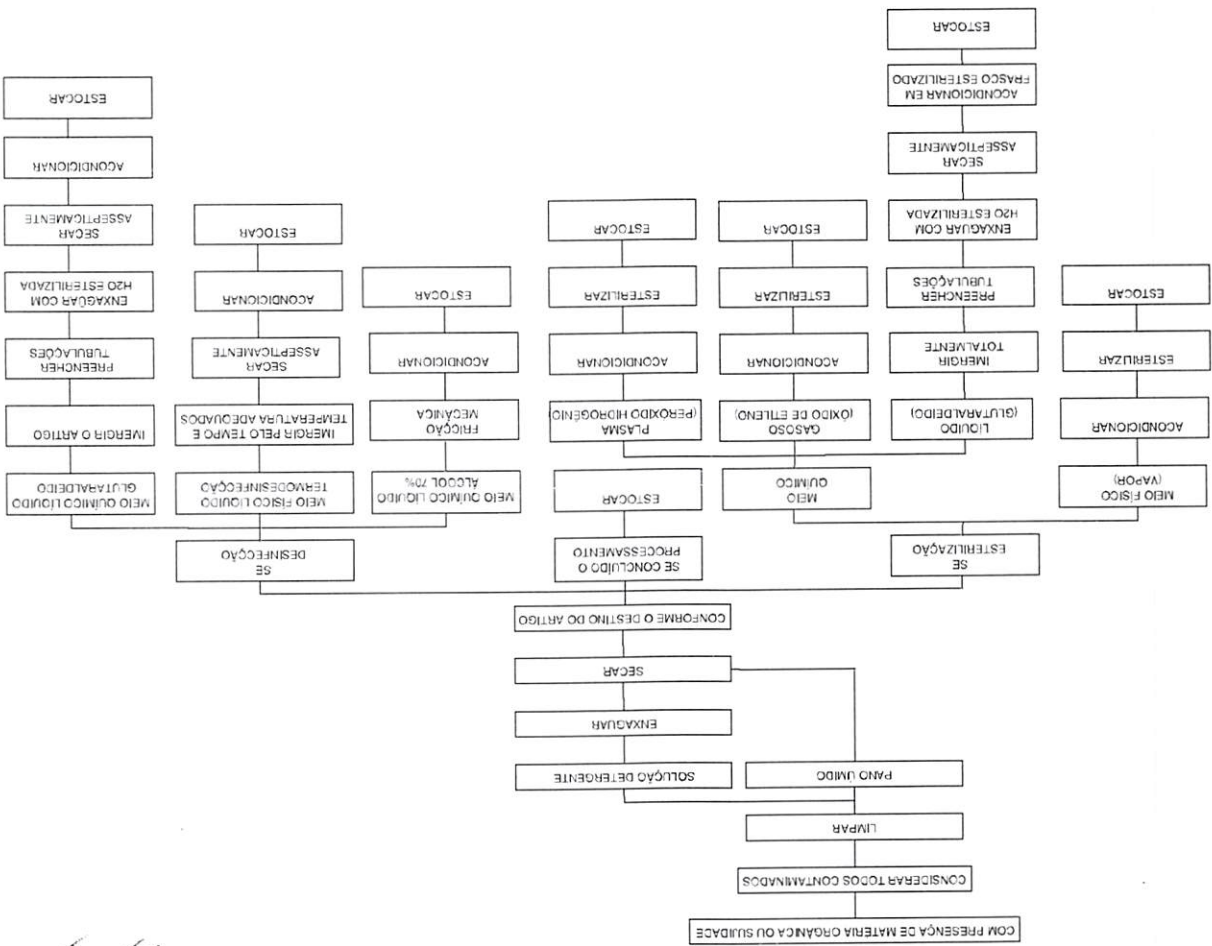 COM PRESENÇA DE MATERIA ORGÂNICA OU SUJIDADE
CONSIDERAR TODOS CONTAMINADOS
LIMPAR
PANO ÚMIDO
SOLUÇÃO DETERGENTE
ENXAGUAR
SECAR
CONFORME O DESTINO DO ARTIGO
SE
ESTERILIZAÇÃO
MEIO FÍSICO
(VAPOR)
ACONDICIONAR
ESTERILIZAR
ESTOCAR
MEIO
QUÍMICO
LÍQUIDO
(GLUTARALDEIDO)
IMERGIR
TOTALMENTE
PREENCHER
TUBULAÇÕES
ENXAGUAR COM
H2O ESTERILIZADA
SECAR
ASSEPTICAMENTE
ACONDICIONAR EM
FRASCO ESTERILIZADO
ESTOCAR
GASOSO
(ÓXIDO DE ETILENO)
ACONDICIONAR
ESTERILIZAR
ESTOCAR
PLASMA
(PEROXIDO HIDROGÊNIO)
ACONDICIONAR
ESTERILIZAR
ESTOCAR
SE CONCLUÍDO O
PROCESSAMENTO
ESTOCAR
SE
DESINFECÇÃO
MEIO QUÍMICO LÍQUIDO
ÁLCOOL 70%
FRICÇÃO
MECÂNICA
ACONDICIONAR
ESTOCAR
MEIO FÍSICO LÍQUIDO
TERMODESINFECÇÃO
IMERGIR PELO TEMPO E
TEMPERATURA ADEQUADOS
SECAR
ASSEPTICAMENTE
ACONDICIONAR
ESTOCAR
MEIO QUÍMICO LÍQUIDO
GLUTARALDEIDO
IMERGIR O ARTIGO
PREENCHER
TUBULAÇÕES
ENXAGUAR COM
H2O ESTERILIZADA
SECAR
ASSEPTICAMENTE
ACONDICIONAR
ESTOCAR